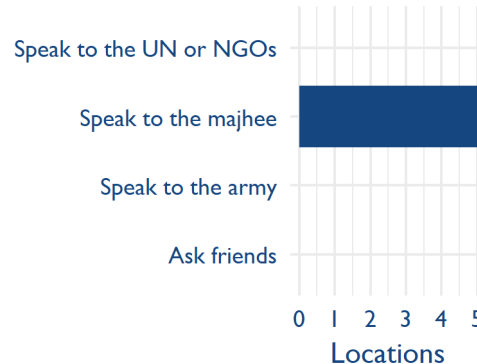 Speak to the UN or NGOs
Speak to the majhee
Speak to the army
Ask friends
0 1 2 3 4 5
Locations